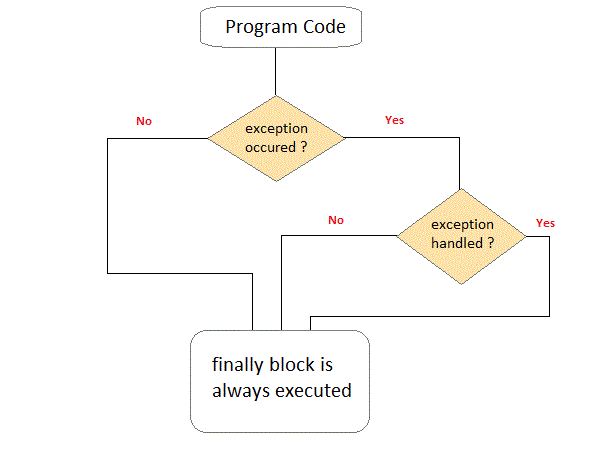 Program Code
No
Yes
exception
occured ?
No
Yes
exception
handled ?
finally block is
always executed